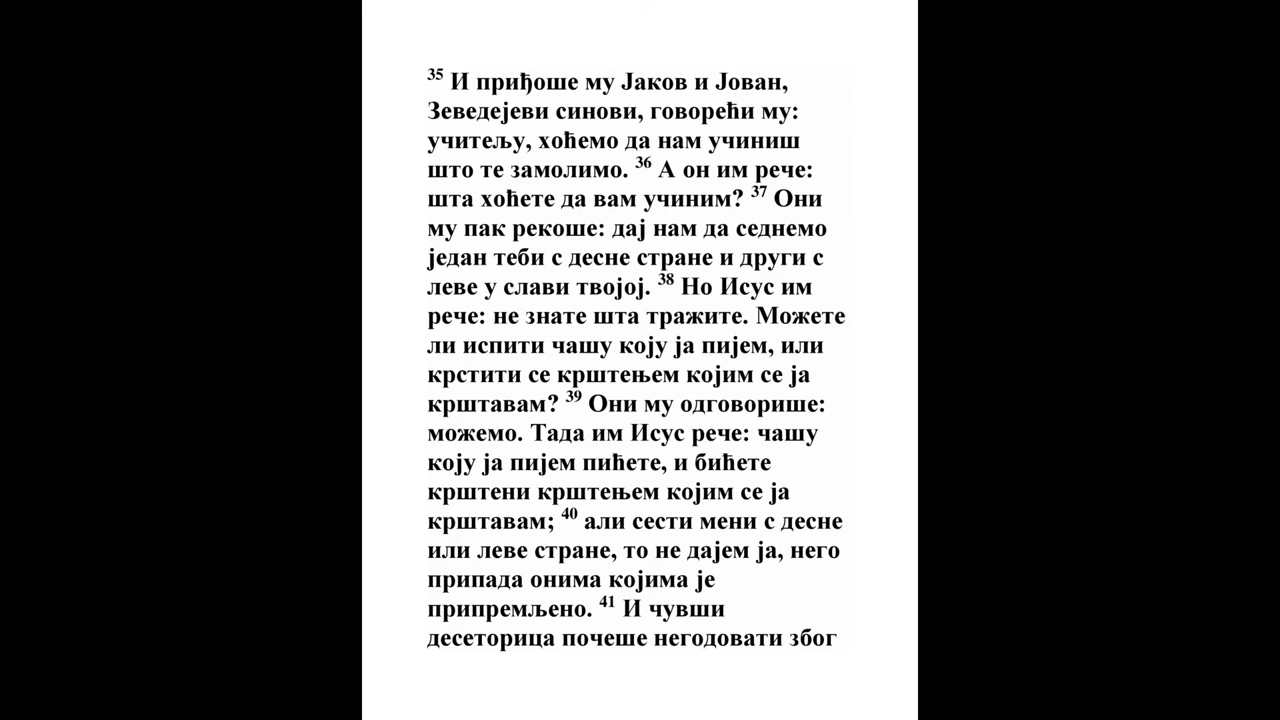 35 И приђоше му Јаков и Јован,
Зеведејеви синови, говорећи му:
учитељу, хоћемо да нам учиниш
што те замолимо. 36 А он им рече:
шта хоћете да вам учиним? 37 Они
му пак рекоше: дај нам да седнемо
један теби с десне стране и други с
леве у слави твојој. 38 Но Исус им
рече: не знате шта тражите. Можете
ли испити чашу коју ја пијем, или
крстити се крштењем којим се ја
крштавам? 39 Они му одговорише:
можемо. Тада им Исус рече: чашу
коју ја пијем пићете, и бићете
крштени крштењем којим се ја
крштавам; 40 али сести мени с десне
или леве стране, то не дајем ја, него
припада онима којима је
припремљено. 41 И чувши
десеторица почеше негодовати због